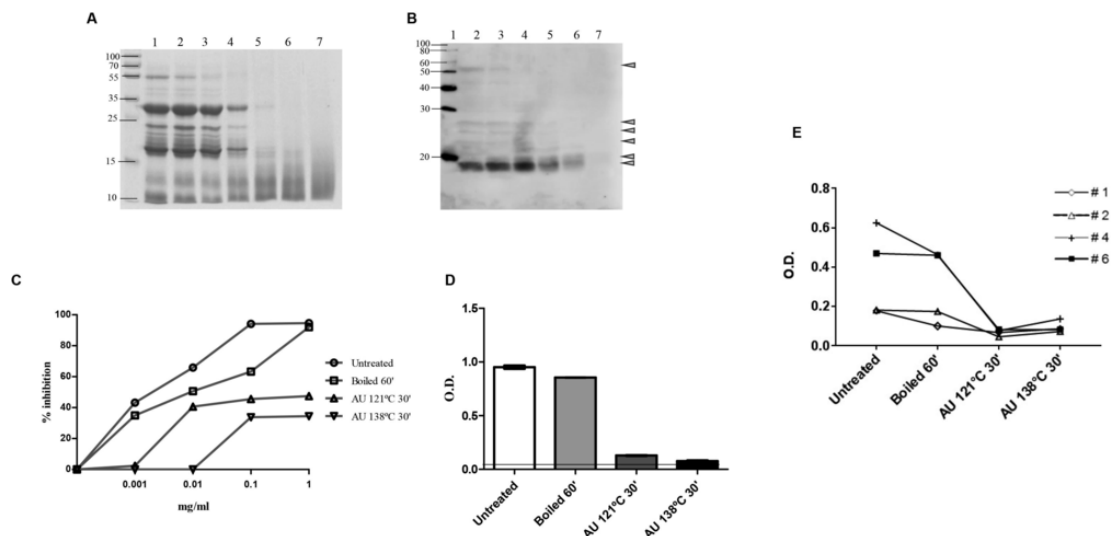 A
1 2 3 4 5 6 7
100
70
55
35
25
15
10
B
1 2 3 4 5 6 7
100
80
60
50
40
30
20
C
100
80
60
40
20
0
% inhibition
0.001 0.01 0.1 1
mg/ml
Untreated
Boiled 60'
AU 121°C 30'
AU 138°C 30'
D
1.5
1.0
0.5
0.0
O.D.
Untreated
Boiled 60'
AU 121°C 30'
AU 138°C 30'
E
0.8
0.6
0.4
0.2
0.0
O.D.
Untreated
Boiled 60'
AU 121°C 30'
AU 138°C 30'
# 1
# 2
# 4
# 6